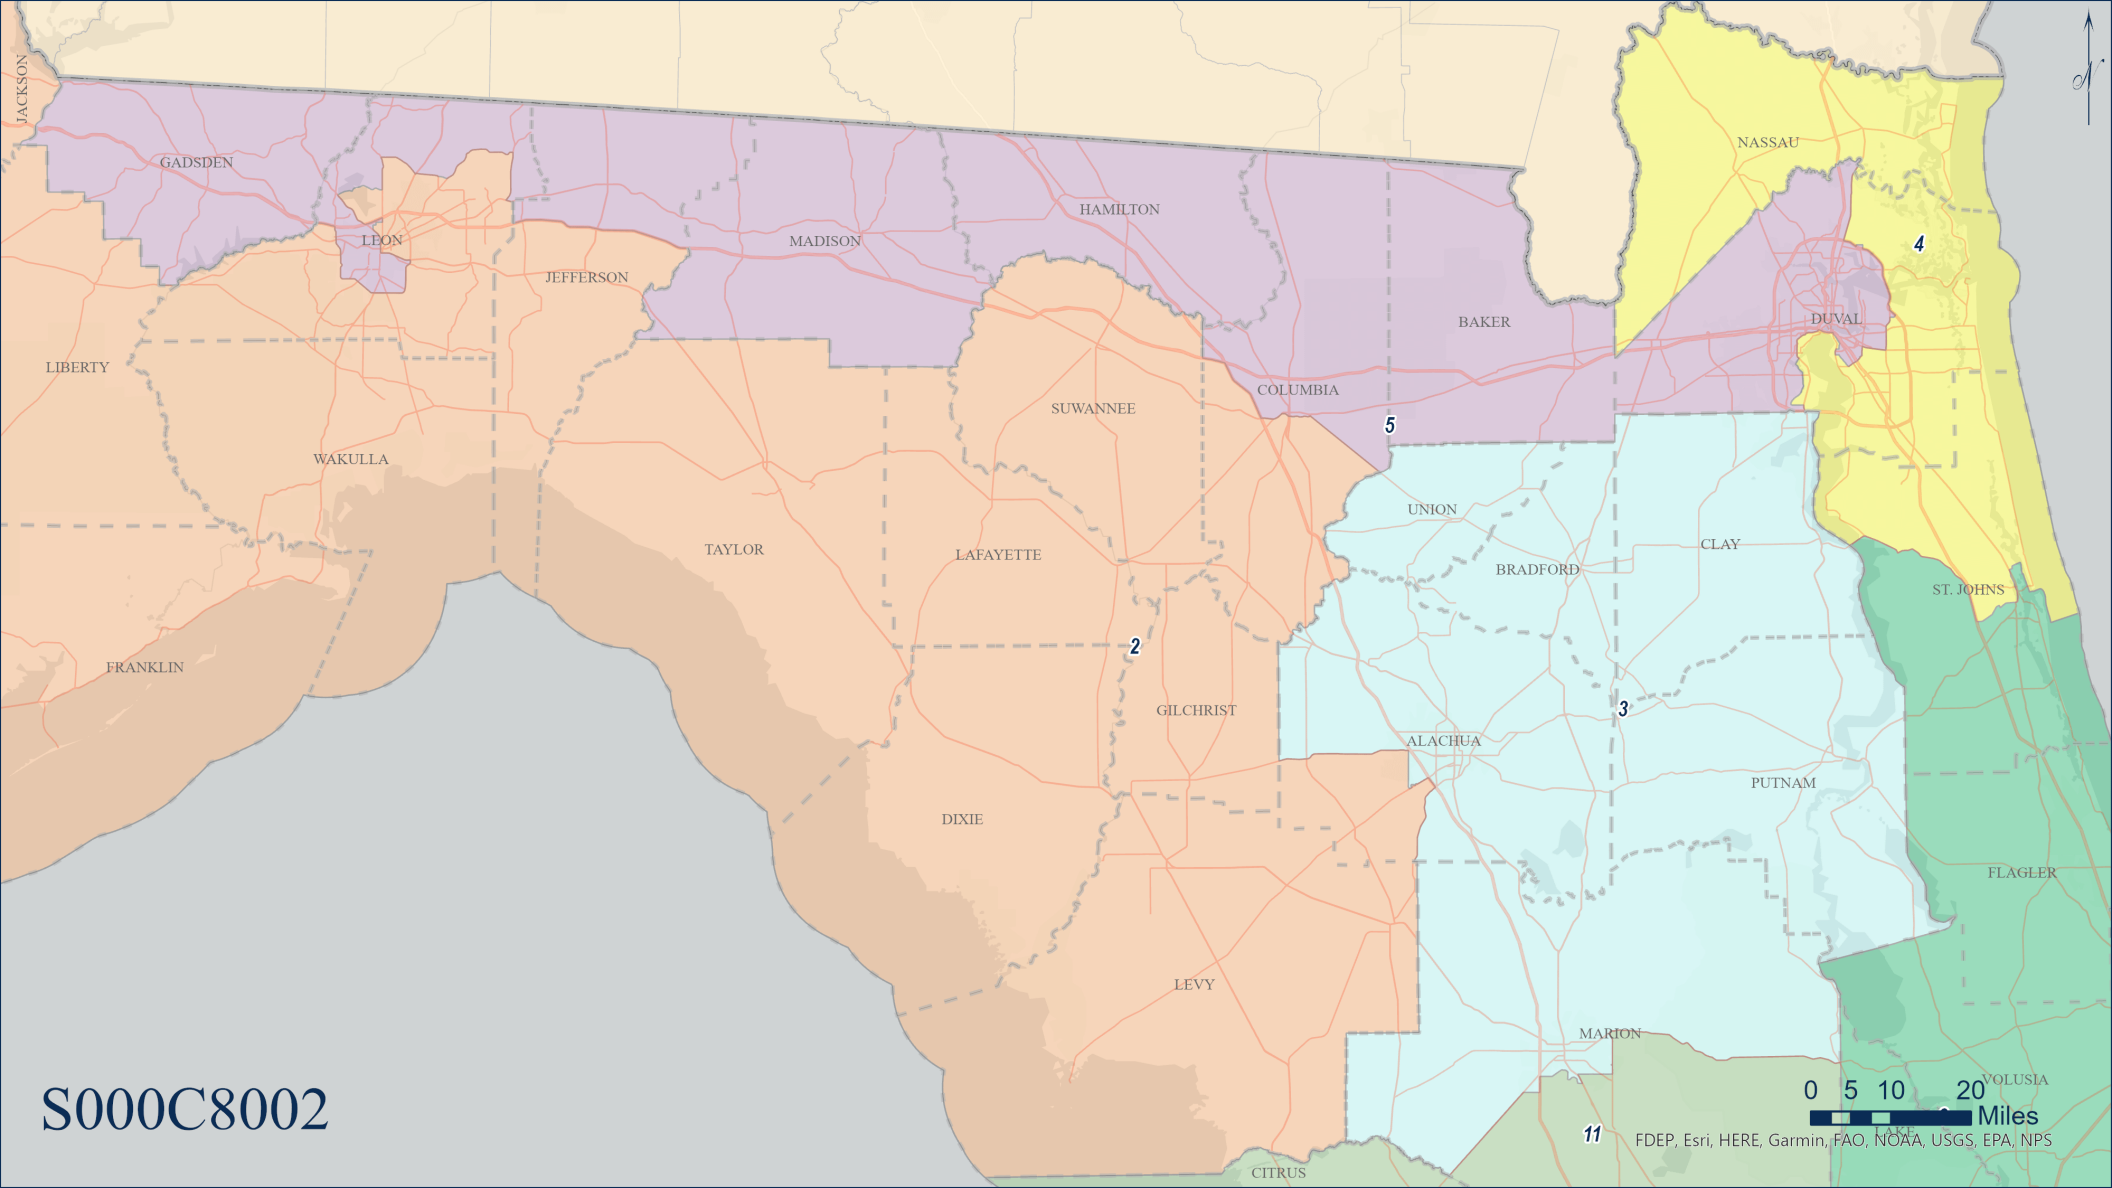 JACKSON
N
GADSDEN
NASSAU
HAMILTON
LEON
MADISON
4
JEFFERSON
BAKER
DUVAL
LIBERTY
COLUMBIA
SUWANNEE
5
WAKULLA
UNION
TAYLOR
LAFAYETTE
CLAY
BRADFORD
ST. JOHNS
2
FRANKLIN
GILCHRIST
3
ALACHUA
PUTNAM
DIXIE
FLAGLER
LEVY
MARION
VOLUSIA
0 5 10 20
Miles
S000C8002
11
LAKE
FDEP, Esri, HERE, Garmin, FAO, NOAA, USGS, EPA, NPS
CITRUS